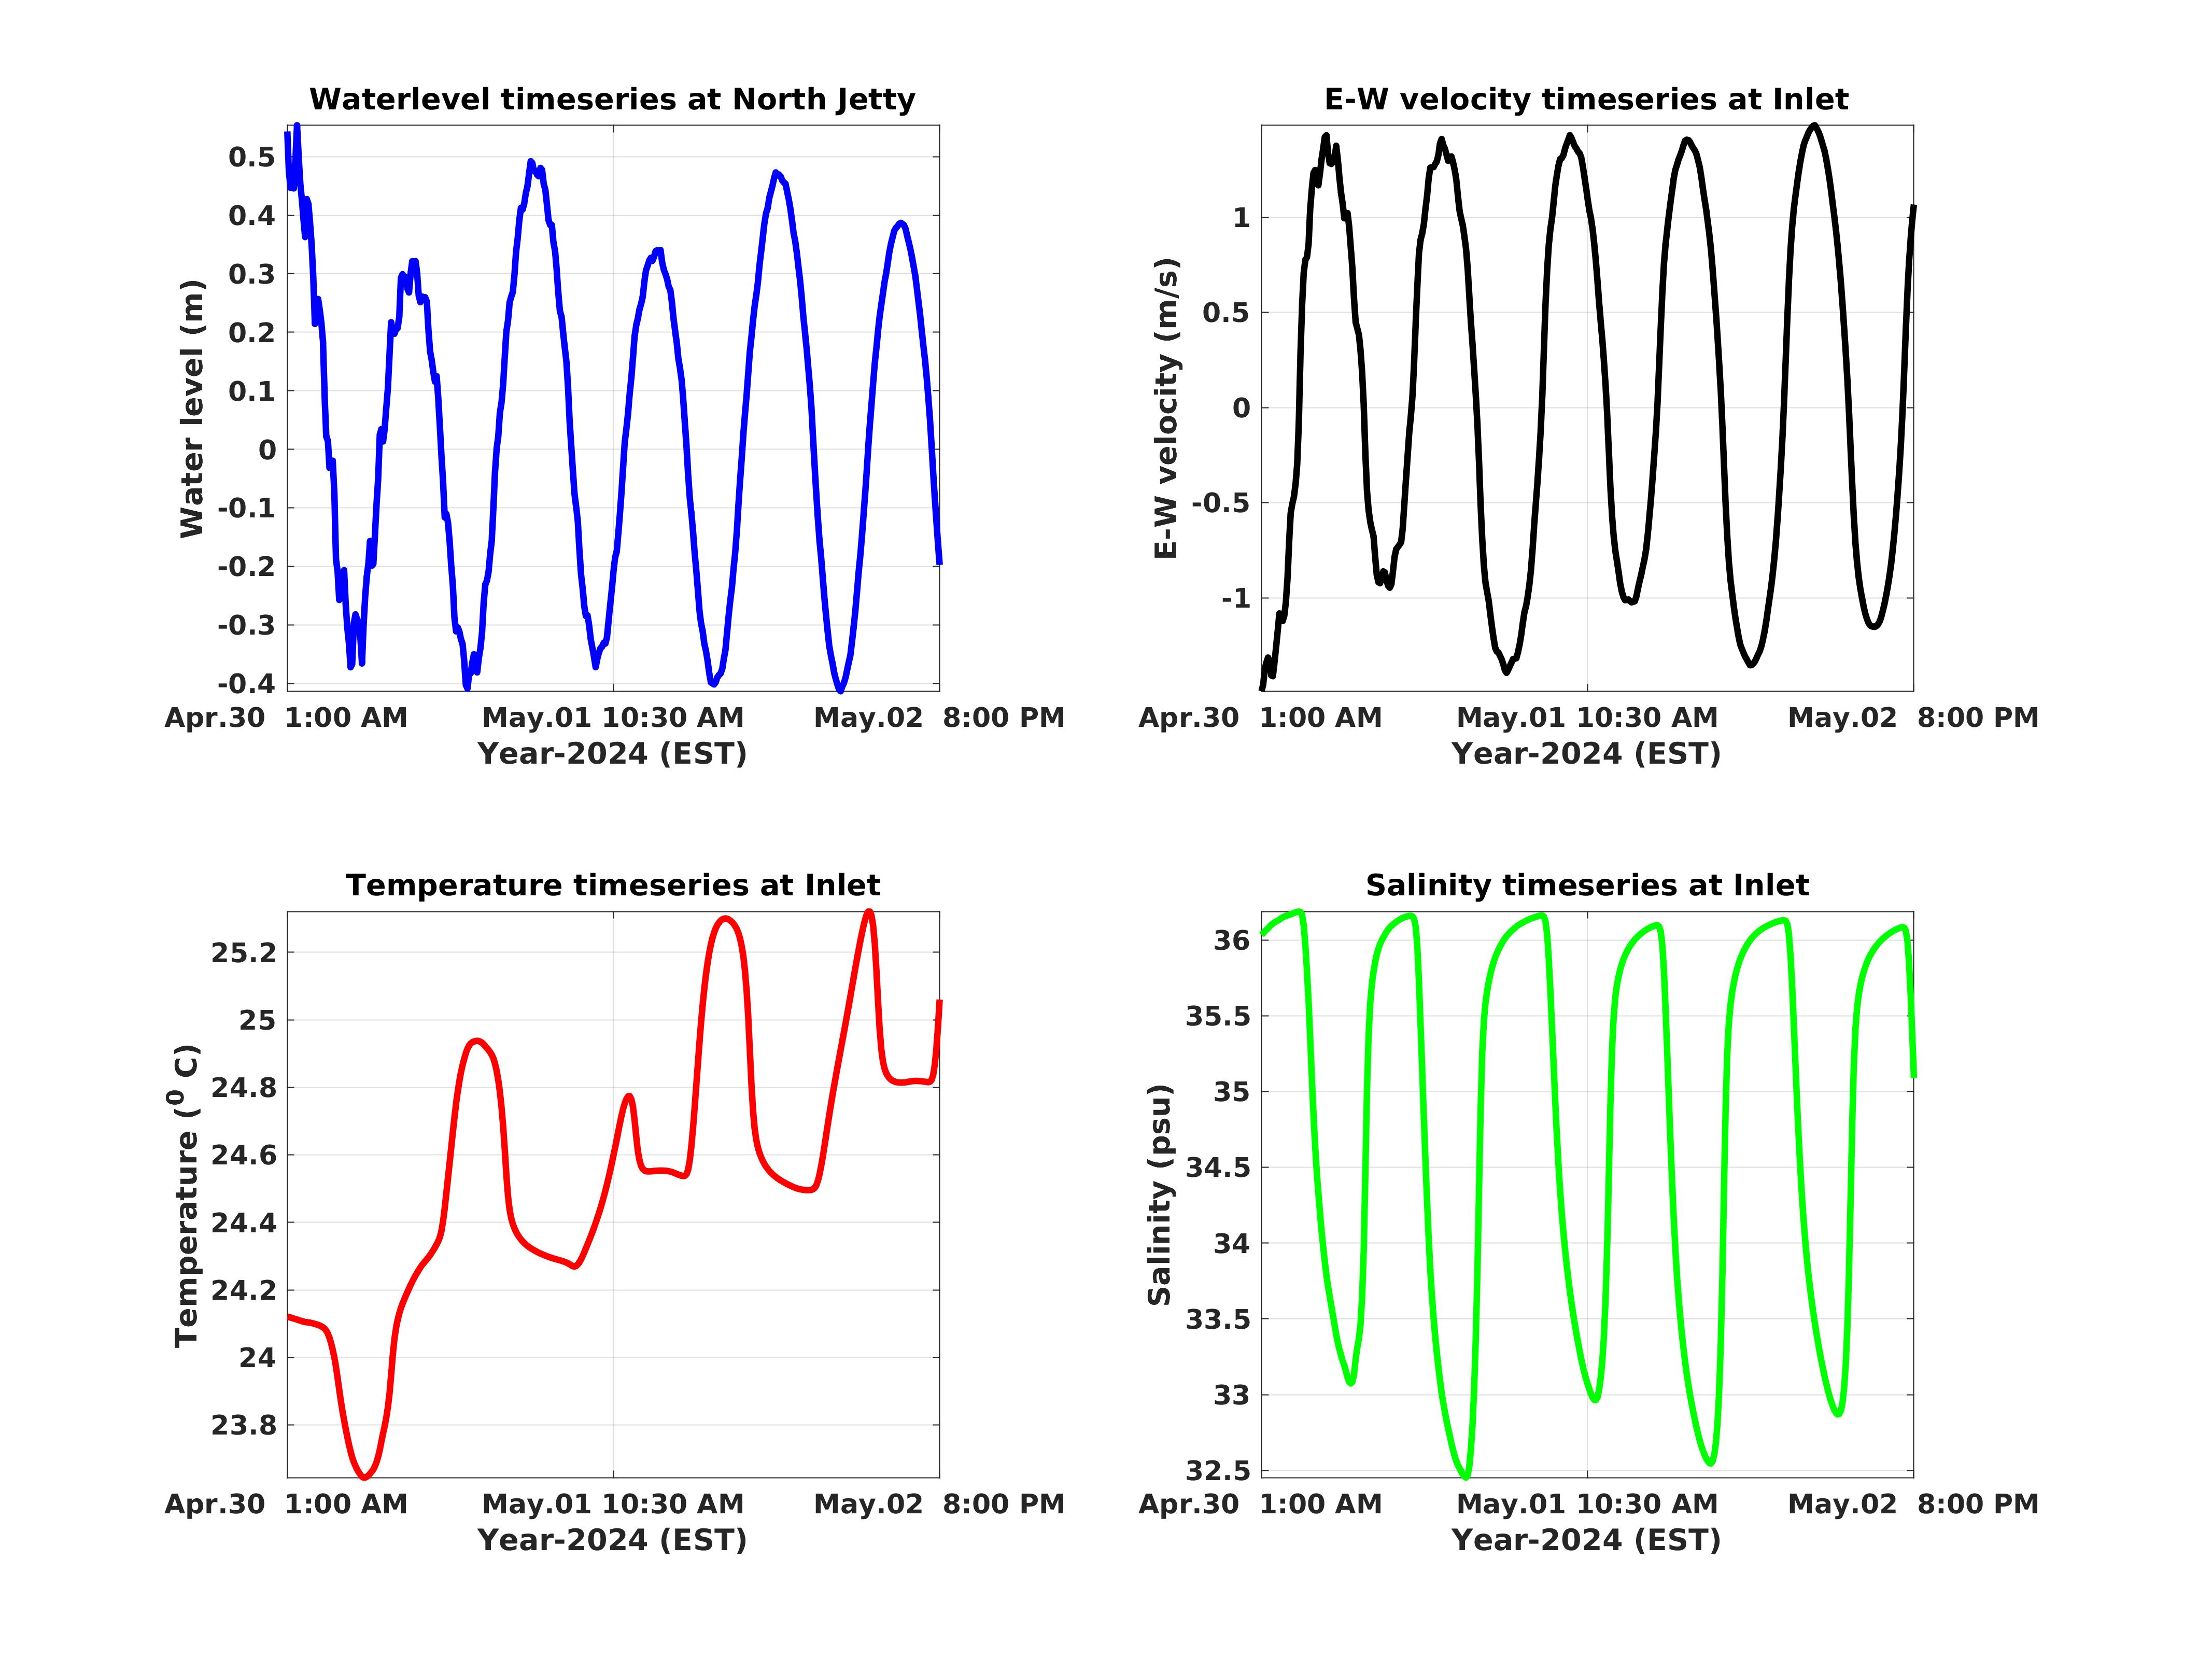 Waterlevel timeseries at North Jetty
0.5
0.4
0.3
0.2
0.1
0
-0.1
-0.2
-0.3
-0.4
Water level (m)
Apr.30 1:00 AM May.01 10:30 AM May.02 8:00 PM
Year-2024 (EST)
E-W velocity timeseries at Inlet
1
0.5
0
-0.5
-1
E-W velocity (m/s)
Apr.30 1:00 AM May.01 10:30 AM May.02 8:00 PM
Year-2024 (EST)
Temperature timeseries at Inlet
25.2
25
24.8
24.6
24.4
24.2
24
23.8
Temperature (⁰ C)
Apr.30 1:00 AM May.01 10:30 AM May.02 8:00 PM
Year-2024 (EST)
Salinity timeseries at Inlet
36
35.5
35
34.5
34
33.5
33
32.5
Salinity (psu)
Apr.30 1:00 AM May.01 10:30 AM May.02 8:00 PM
Year-2024 (EST)